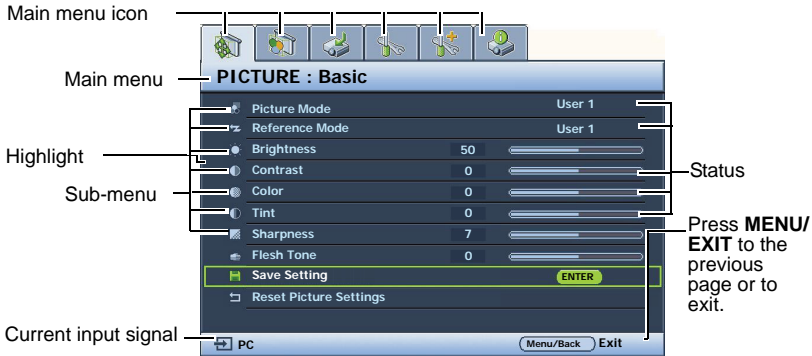 Main menu icon
Main menu
PICTURE : Basic
Picture Mode User 1
Reference Mode User 1
Brightness 50
Highlight
Contrast 0
Status
Color 0
Sub-menu
Tint 0
Sharpness 7
Flesh Tone 0
Save Setting ENTER
Reset Picture Settings
Press MENU/
EXIT to the
previous
page or to
exit.
Current input signal
PC
Menu/Back Exit